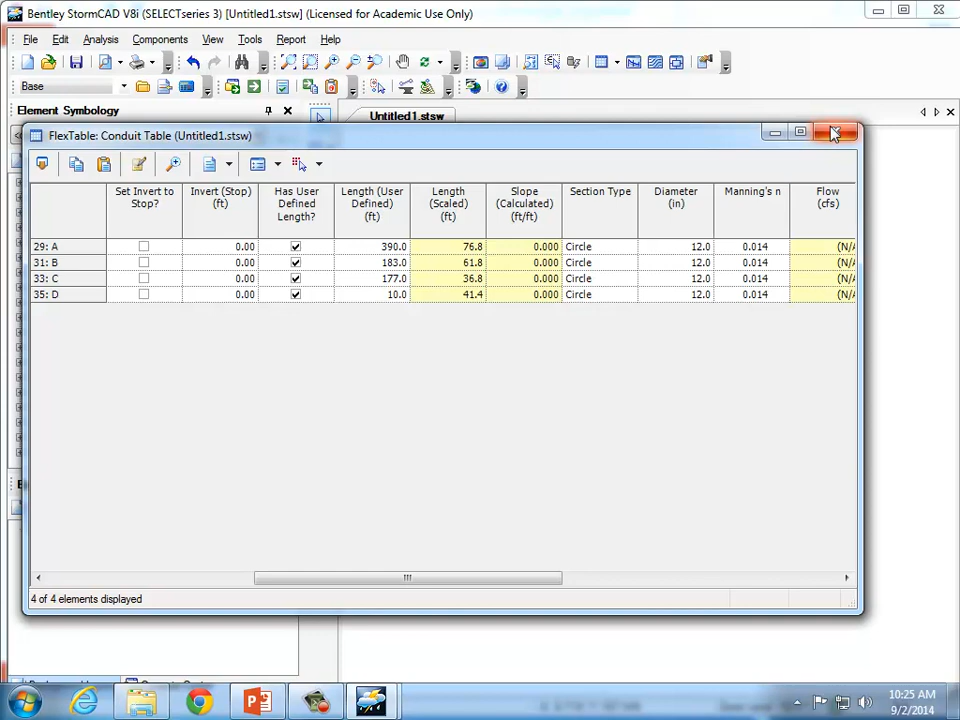 Bentley StormCAD V8i (SELECTseries 3) [Untitled1.stsw] (Licensed for Academic Use Only)
File Edit Analysis Components View Tools Report Help
Base
Element Symbology
Untitled1.stsw
FlexTable: Conduit Table (Untitled1.stsw)
Set Invert to Stop? Invert (Stop) (ft) Has User Defined Length? Length (User Defined) (ft) Length (Scaled) (ft) Slope (Calculated) (ft/ft) Section Type Diameter (in) Manning's n Flow (cfs)
29: A 0.00 390.0 76.8 0.000 Circle 12.0 0.014 (N/A
31: B 0.00 183.0 61.8 0.000 Circle 12.0 0.014 (N/A
33: C 0.00 177.0 36.8 0.000 Circle 12.0 0.014 (N/A
35: D 0.00 10.0 41.4 0.000 Circle 12.0 0.014 (N/A
4 of 4 elements displayed
10:25 AM
9/2/2014